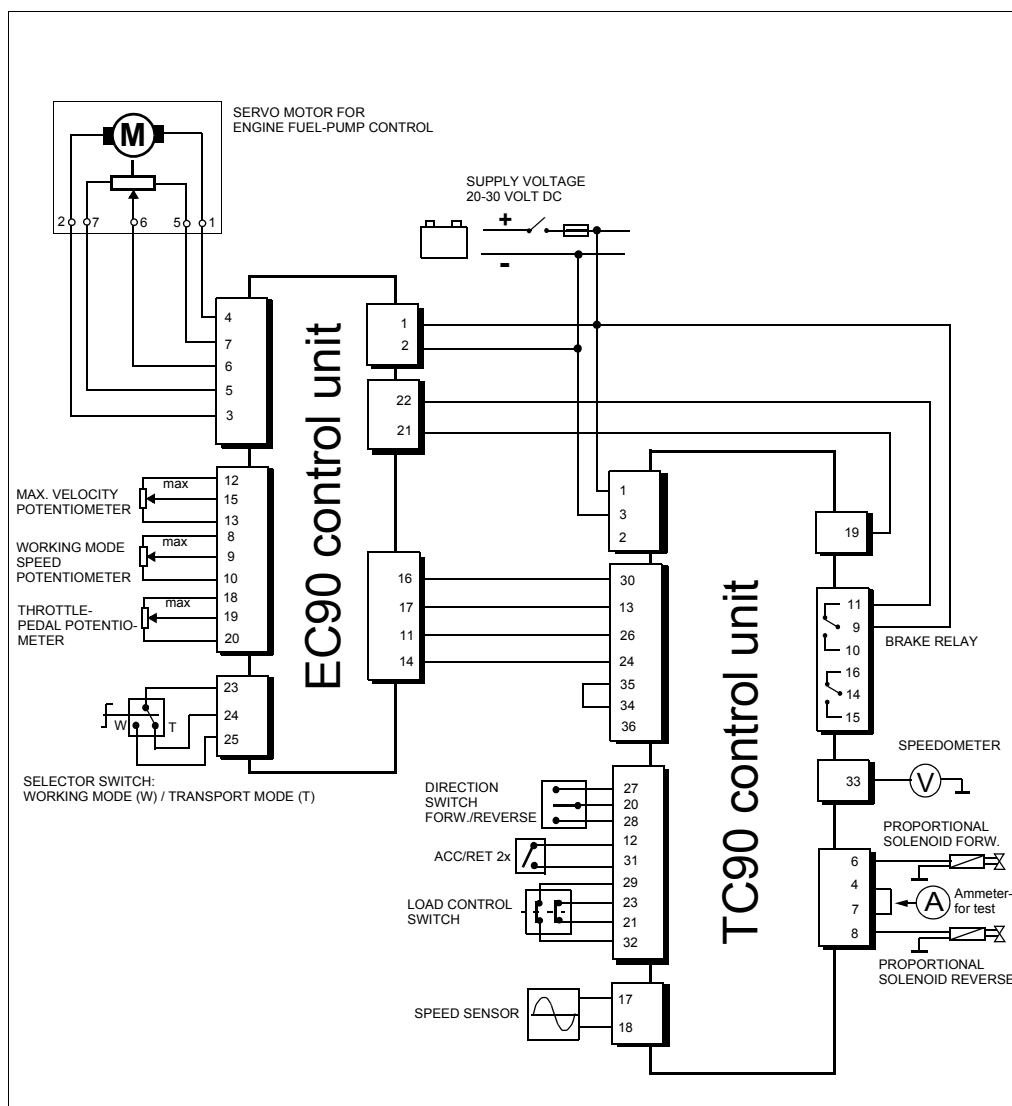 SERVO MOTOR FOR
ENGINE FUEL-PUMP CONTROL
M
2 7 6 5 1
SUPPLY VOLTAGE
20-30 VOLT DC
+
-
EC90 control unit
4
7
6
5
3
1
2
22
21
MAX. VELOCITY
POTENTIOMETER
max
12
15
13
WORKING MODE
SPEED
POTENTIOMETER
max
8
9
10
THROTTLE-
PEDAL POTENTIO-
METER
max
18
19
20
16
17
11
14
W T
23
24
25
SELECTOR SWITCH:
WORKING MODE (W) / TRANSPORT MODE (T)
TC90 control unit
1
3
2
30
13
26
24
35
34
36
DIRECTION
SWITCH
FORW./REVERSE
27
20
28
ACC/RET 2x
12
31
LOAD CONTROL
SWITCH
29
23
21
32
SPEED SENSOR
17
18
19
11
9
10
16
14
15
BRAKE RELAY
SPEEDOMETER
33
V
PROPORTIONAL
SOLENOID FORW.
6
4
7
8
A
Ammeter-
for test
PROPORTIONAL
SOLENOID REVERSE